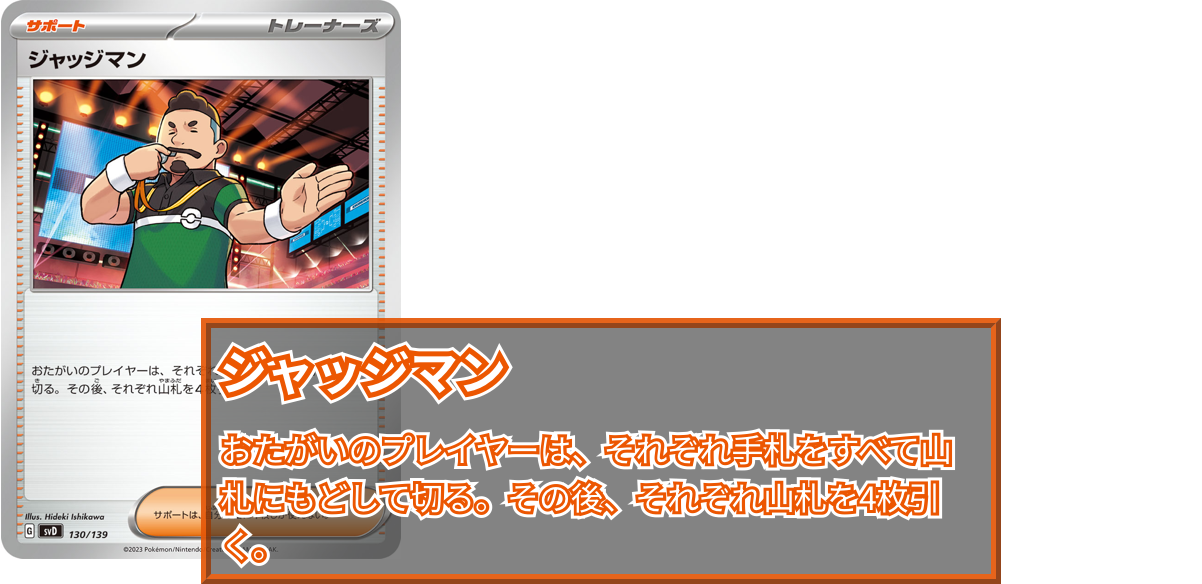 サポート
トレーナーズ
ジャッジマン
おたがいのプレイヤーは、それぞ
切る。その後、それぞれ山札を4枚
Illus. Hideki Ishikawa
サポートは、
G svD 130/139
©2023 Pokémon/Nintendo
ジャッジマン
おたがいのプレイヤーは、それぞれ手札をすべて山
札にもどして切る。その後、それぞれ山札を4枚引
く。